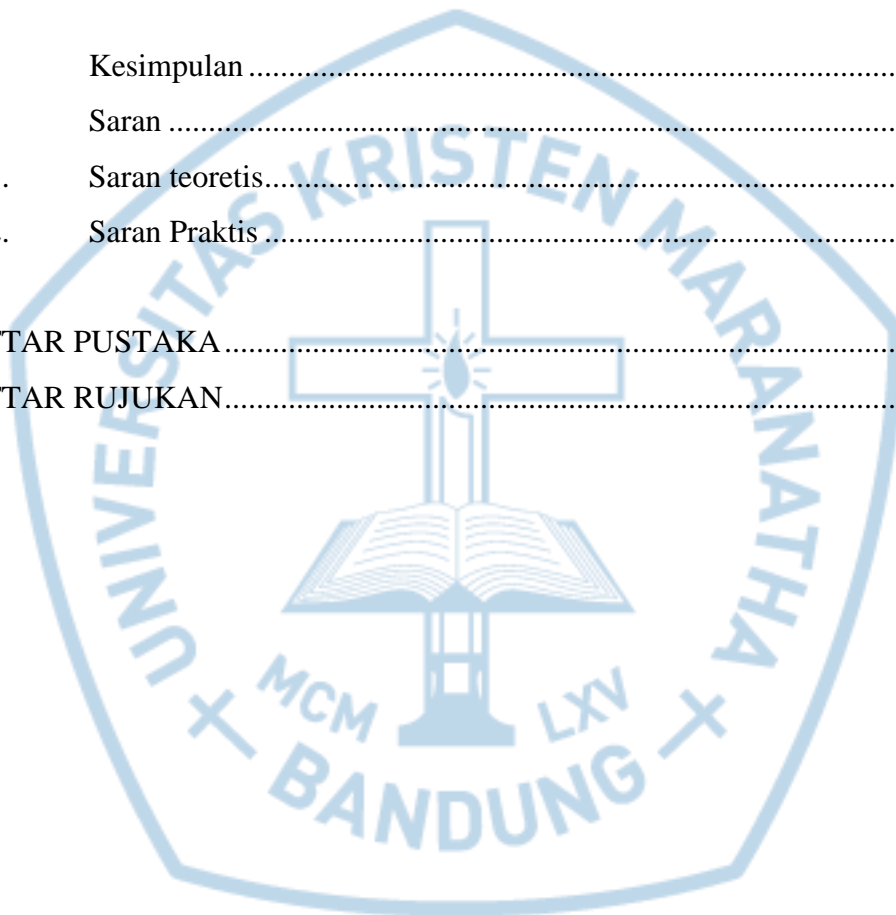 Kesimpulan ................................................................................
Saran ................................................................................
. Saran teoretis................................................................................
. Saran Praktis ................................................................................
TAR PUSTAKA ................................................................................
TAR RUJUKAN................................................................................
UNIVERSITAS KRISTEN MARANATHA
MCM LXV
BANDUNG